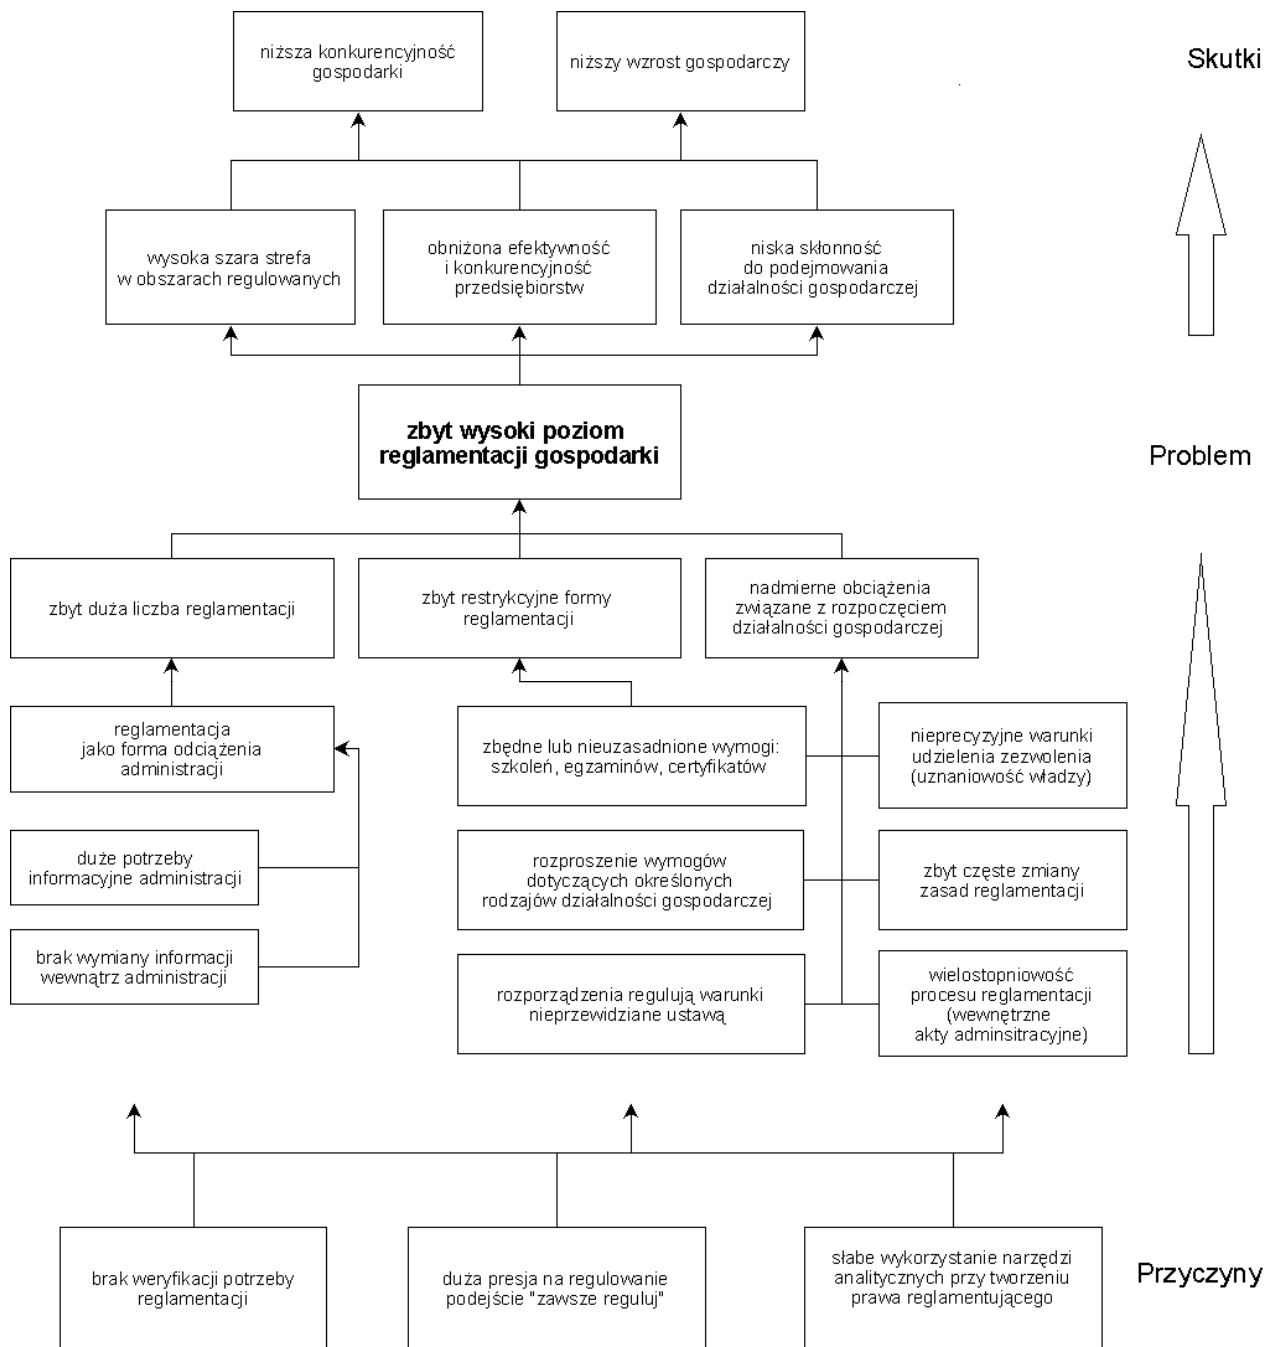 niższa konkurencyjność
gospodarki
niższy wzrost gospodarczy
Skutki
wysoka szara strefa
w obszarach regulowanych
obniżona efektywność
i konkurencyjność
przedsiębiorstw
niska skłonność
do podejmowania
działalności gospodarczej
zbyt wysoki poziom
reglamentacji gospodarki
Problem
zbyt duża liczba reglamentacji
zbyt restrykcyjne formy
reglamentacji
nadmierne obciążenia
związane z rozpoczęciem
działalności gospodarczej
reglamentacja
jako forma odciążenia
administracji
zbędne lub nieuzasadnione wymogi:
szkoleń, egzaminów, certyfikatów
nieprecyzyjne warunki
udzielenia zezwolenia
(uznaniowość władzy)
duże potrzeby
informacyjne administracji
rozproszenie wymogów
dotyczących określonych
rodzajów działalności gospodarczej
zbyt częste zmiany
zasad reglamentacji
brak wymiany informacji
wewnątrz administracji
rozporządzenia regulują warunki
nieprzewidziane ustawą
wielostopniowość
procesu reglamentacji
(wewnętrzne
akty adminsitracyjne)
brak weryfikacji potrzeby
reglamentacji
duża presja na regulowanie
podejście "zawsze reguluj"
słabe wykorzystanie narzędzi
analitycznych przy tworzeniu
prawa reglamentującego
Przyczyny